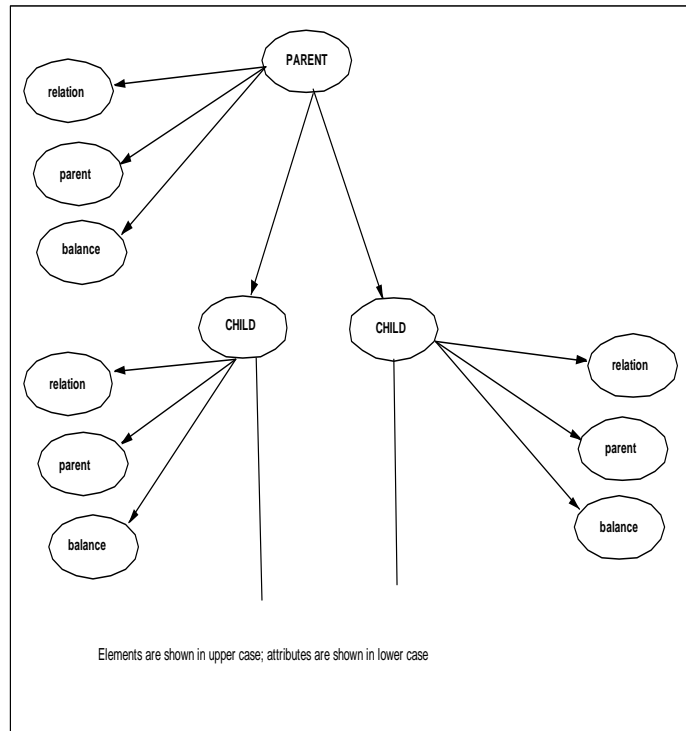 PARENT
relation
parent
balance
CHILD
CHILD
relation
parent
balance
relation
parent
balance
Elements are shown in upper case; attributes are shown in lower case